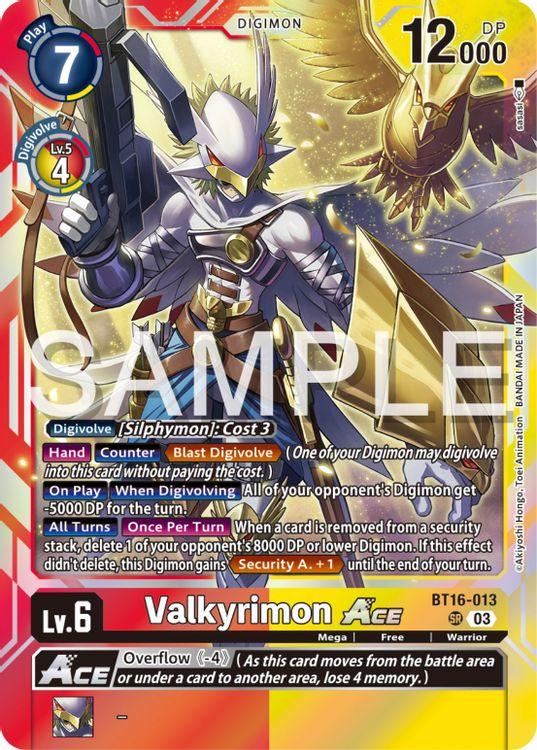 Play
7
DIGIMON
DP
12000
Digivolve
Lv.5
4
sasasi
SAMPLE
©Akiyoshi Hongo, Toei Animation BANDAI MADE IN JAPAN
Digivolve [Silphymon]: Cost 3
Hand Counter Blast Digivolve (One of your Digimon may digivolve
into this card without paying the cost.)
On Play When Digivolving All of your opponent's Digimon get
-5000 DP for the turn.
All Turns Once Per Turn When a card is removed from a security
stack, delete 1 of your opponent's 8000 DP or lower Digimon. If this effect
didn't delete, this Digimon gains Security A. +1 until the end of your turn.
Lv.6
Valkyrimon ACE
BT16-013
SR 03
Mega | Free | Warrior
ACE Overflow《-4》(As this card moves from the battle area
or under a card to another area, lose 4 memory.)
–